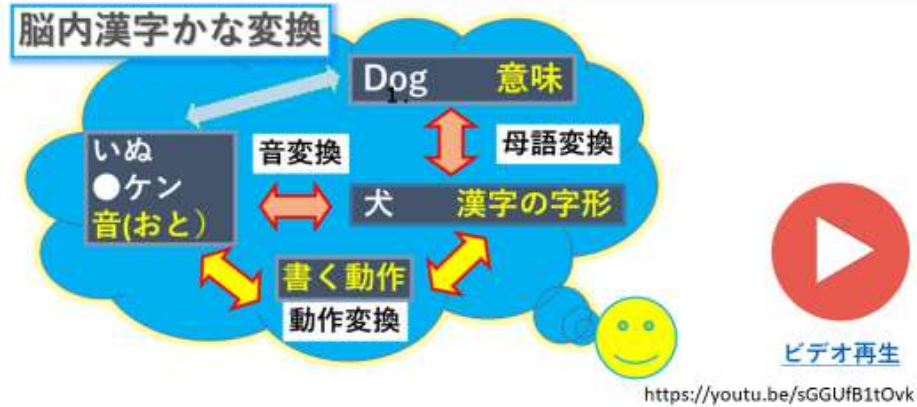 脳内漢字かな変換
Dog 意味
1.
いぬ
●ケン
音(おと)
音変換
母語変換
犬 漢字の字形
書く動作
動作変換
ビデオ再生
https://youtu.be/sGGUfB1tOvk